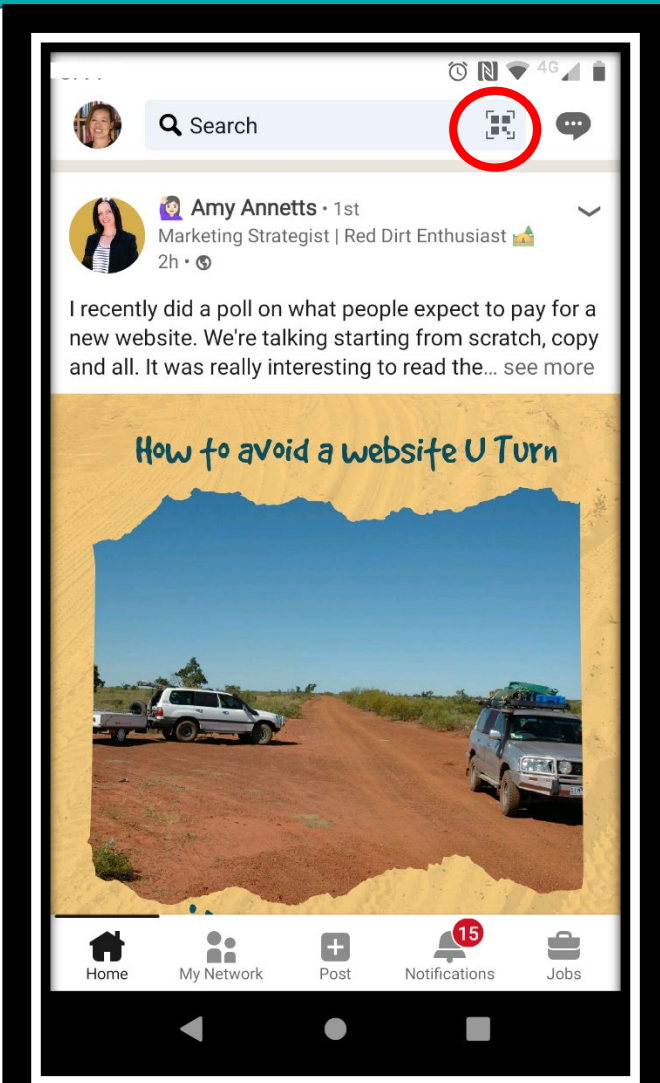 4G
Search
Amy Annetts • 1st
Marketing Strategist | Red Dirt Enthusiast
2h •
I recently did a poll on what people expect to pay for a
new website. We're talking starting from scratch, copy
and all. It was really interesting to read the... see more
How to avoid a website U Turn
15
Home
My Network
Post
Notifications
Jobs